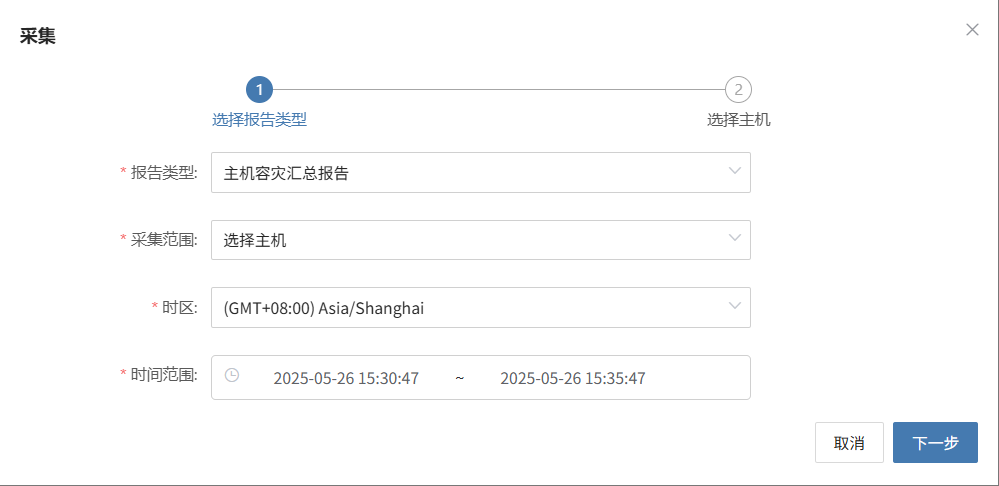 采集
1
2
选择报告类型
选择主机
* 报告类型: 主机容灾汇总报告
* 采集范围: 选择主机
* 时区: (GMT+08:00) Asia/Shanghai
* 时间范围: 2025-05-26 15:30:47 ~ 2025-05-26 15:35:47
取消
下一步